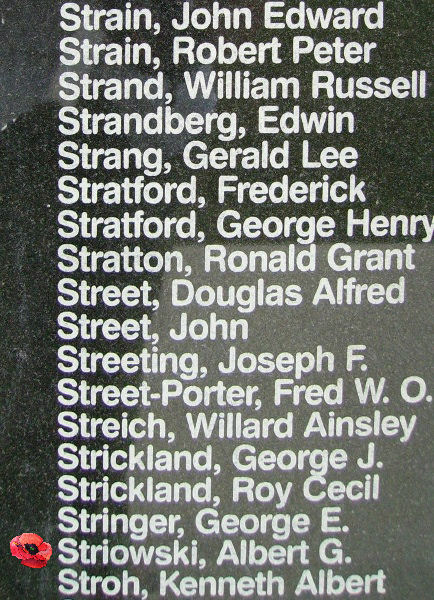 Strain, John Edward
Strain, Robert Peter
Strand, William Russell
Strandberg, Edwin
Strang, Gerald Lee
Stratford, Frederick
Stratford, George Henry
Stratton, Ronald Grant
Street, Douglas Alfred
Street, John
Streeting, Joseph F.
Street-Porter, Fred W. O.
Streich, Willard Ainsley
Strickland, George J.
Strickland, Roy Cecil
Stringer, George E.
Striowski, Albert G.
Stroh, Kenneth Albert